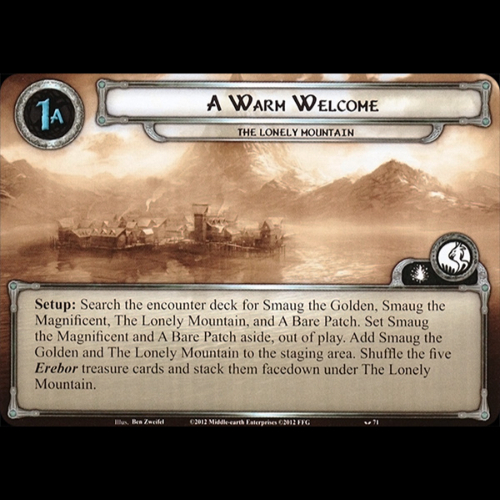 1A
A Warm Welcome
The Lonely Mountain
Setup: Search the encounter deck for Smaug the Golden, Smaug the
Magnificent, The Lonely Mountain, and A Bare Patch. Set Smaug
the Magnificent and A Bare Patch aside, out of play. Add Smaug the
Golden and The Lonely Mountain to the staging area. Shuffle the five
Erebor treasure cards and stack them facedown under The Lonely
Mountain.
Illus. Ben Zweifel ©2012 Middle-earth Enterprises ©2012 FFG 71